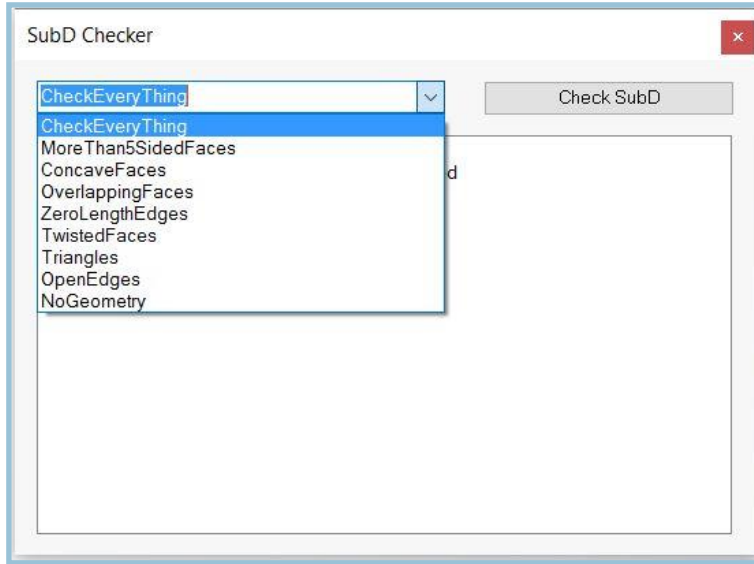 SubD Checker
CheckEveryThing
Check SubD
CheckEveryThing
MoreThan5SidedFaces
ConcaveFaces
d
OverlappingFaces
ZeroLengthEdges
TwistedFaces
Triangles
OpenEdges
NoGeometry